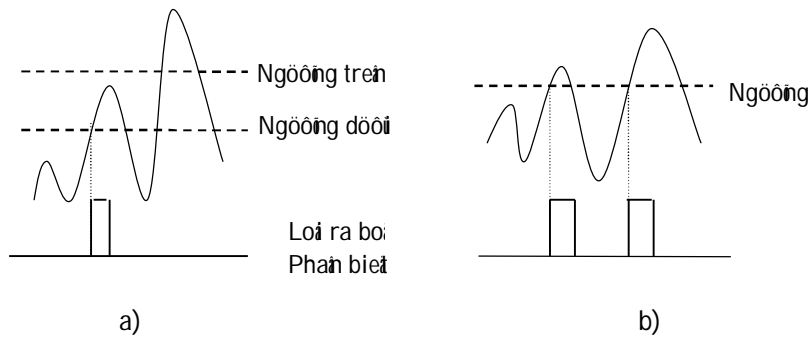 Ngöôõng treân
Ngöôõng döôùi
Ngöôõng
Loái ra boä
Phaân bieät
a)
b)